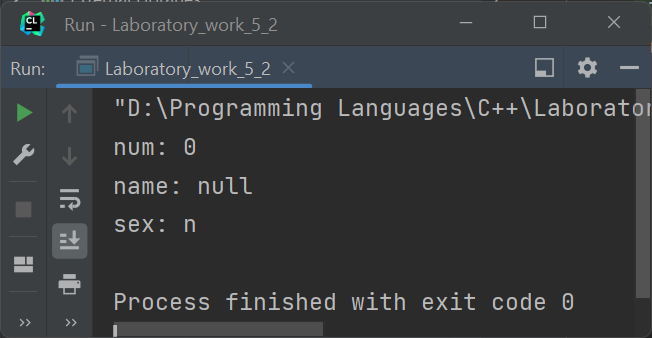 Run - Laboratory_work_5_2
Run: Laboratory_work_5_2
"D:\Programming Languages\C++\Laborator
num: 0
name: null
sex: n
Process finished with exit code 0